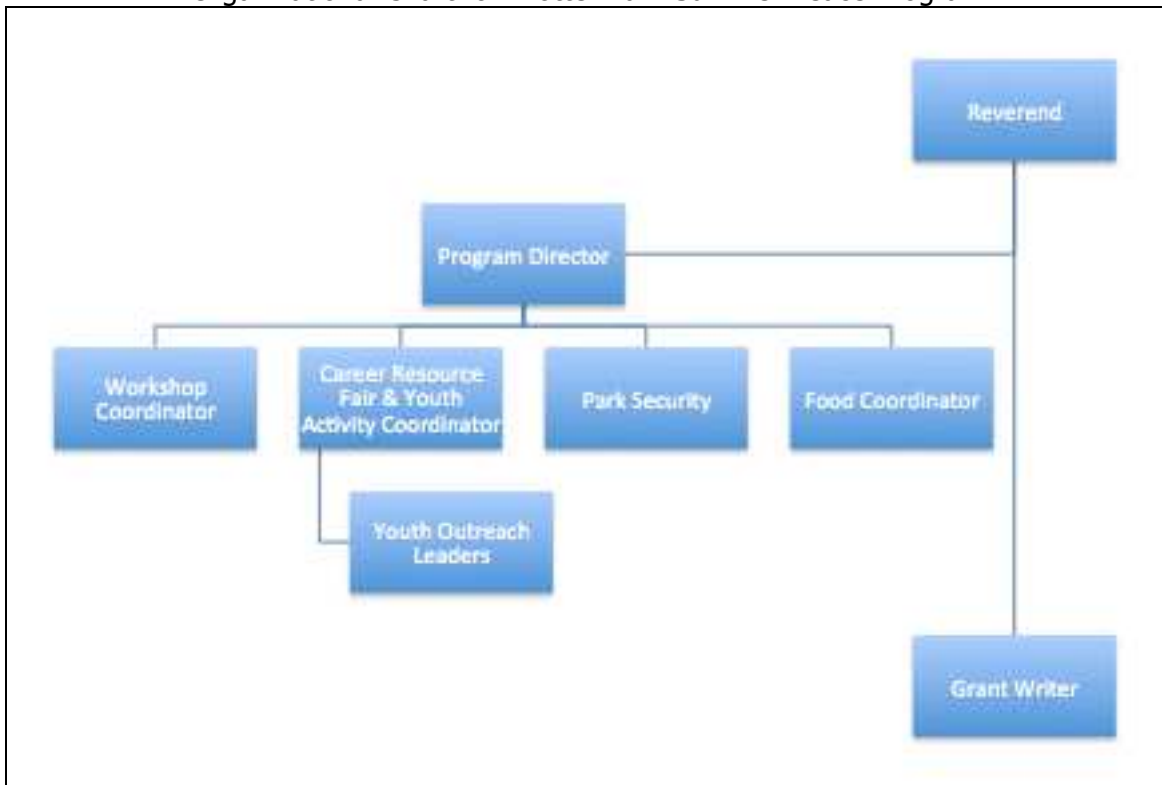 Reverend
Program Director
Workshop
Coordinator
Career Resource
Fair & Youth
Activity Coordinator
Park Security
Food Coordinator
Youth Outreach
Leaders
Grant Writer